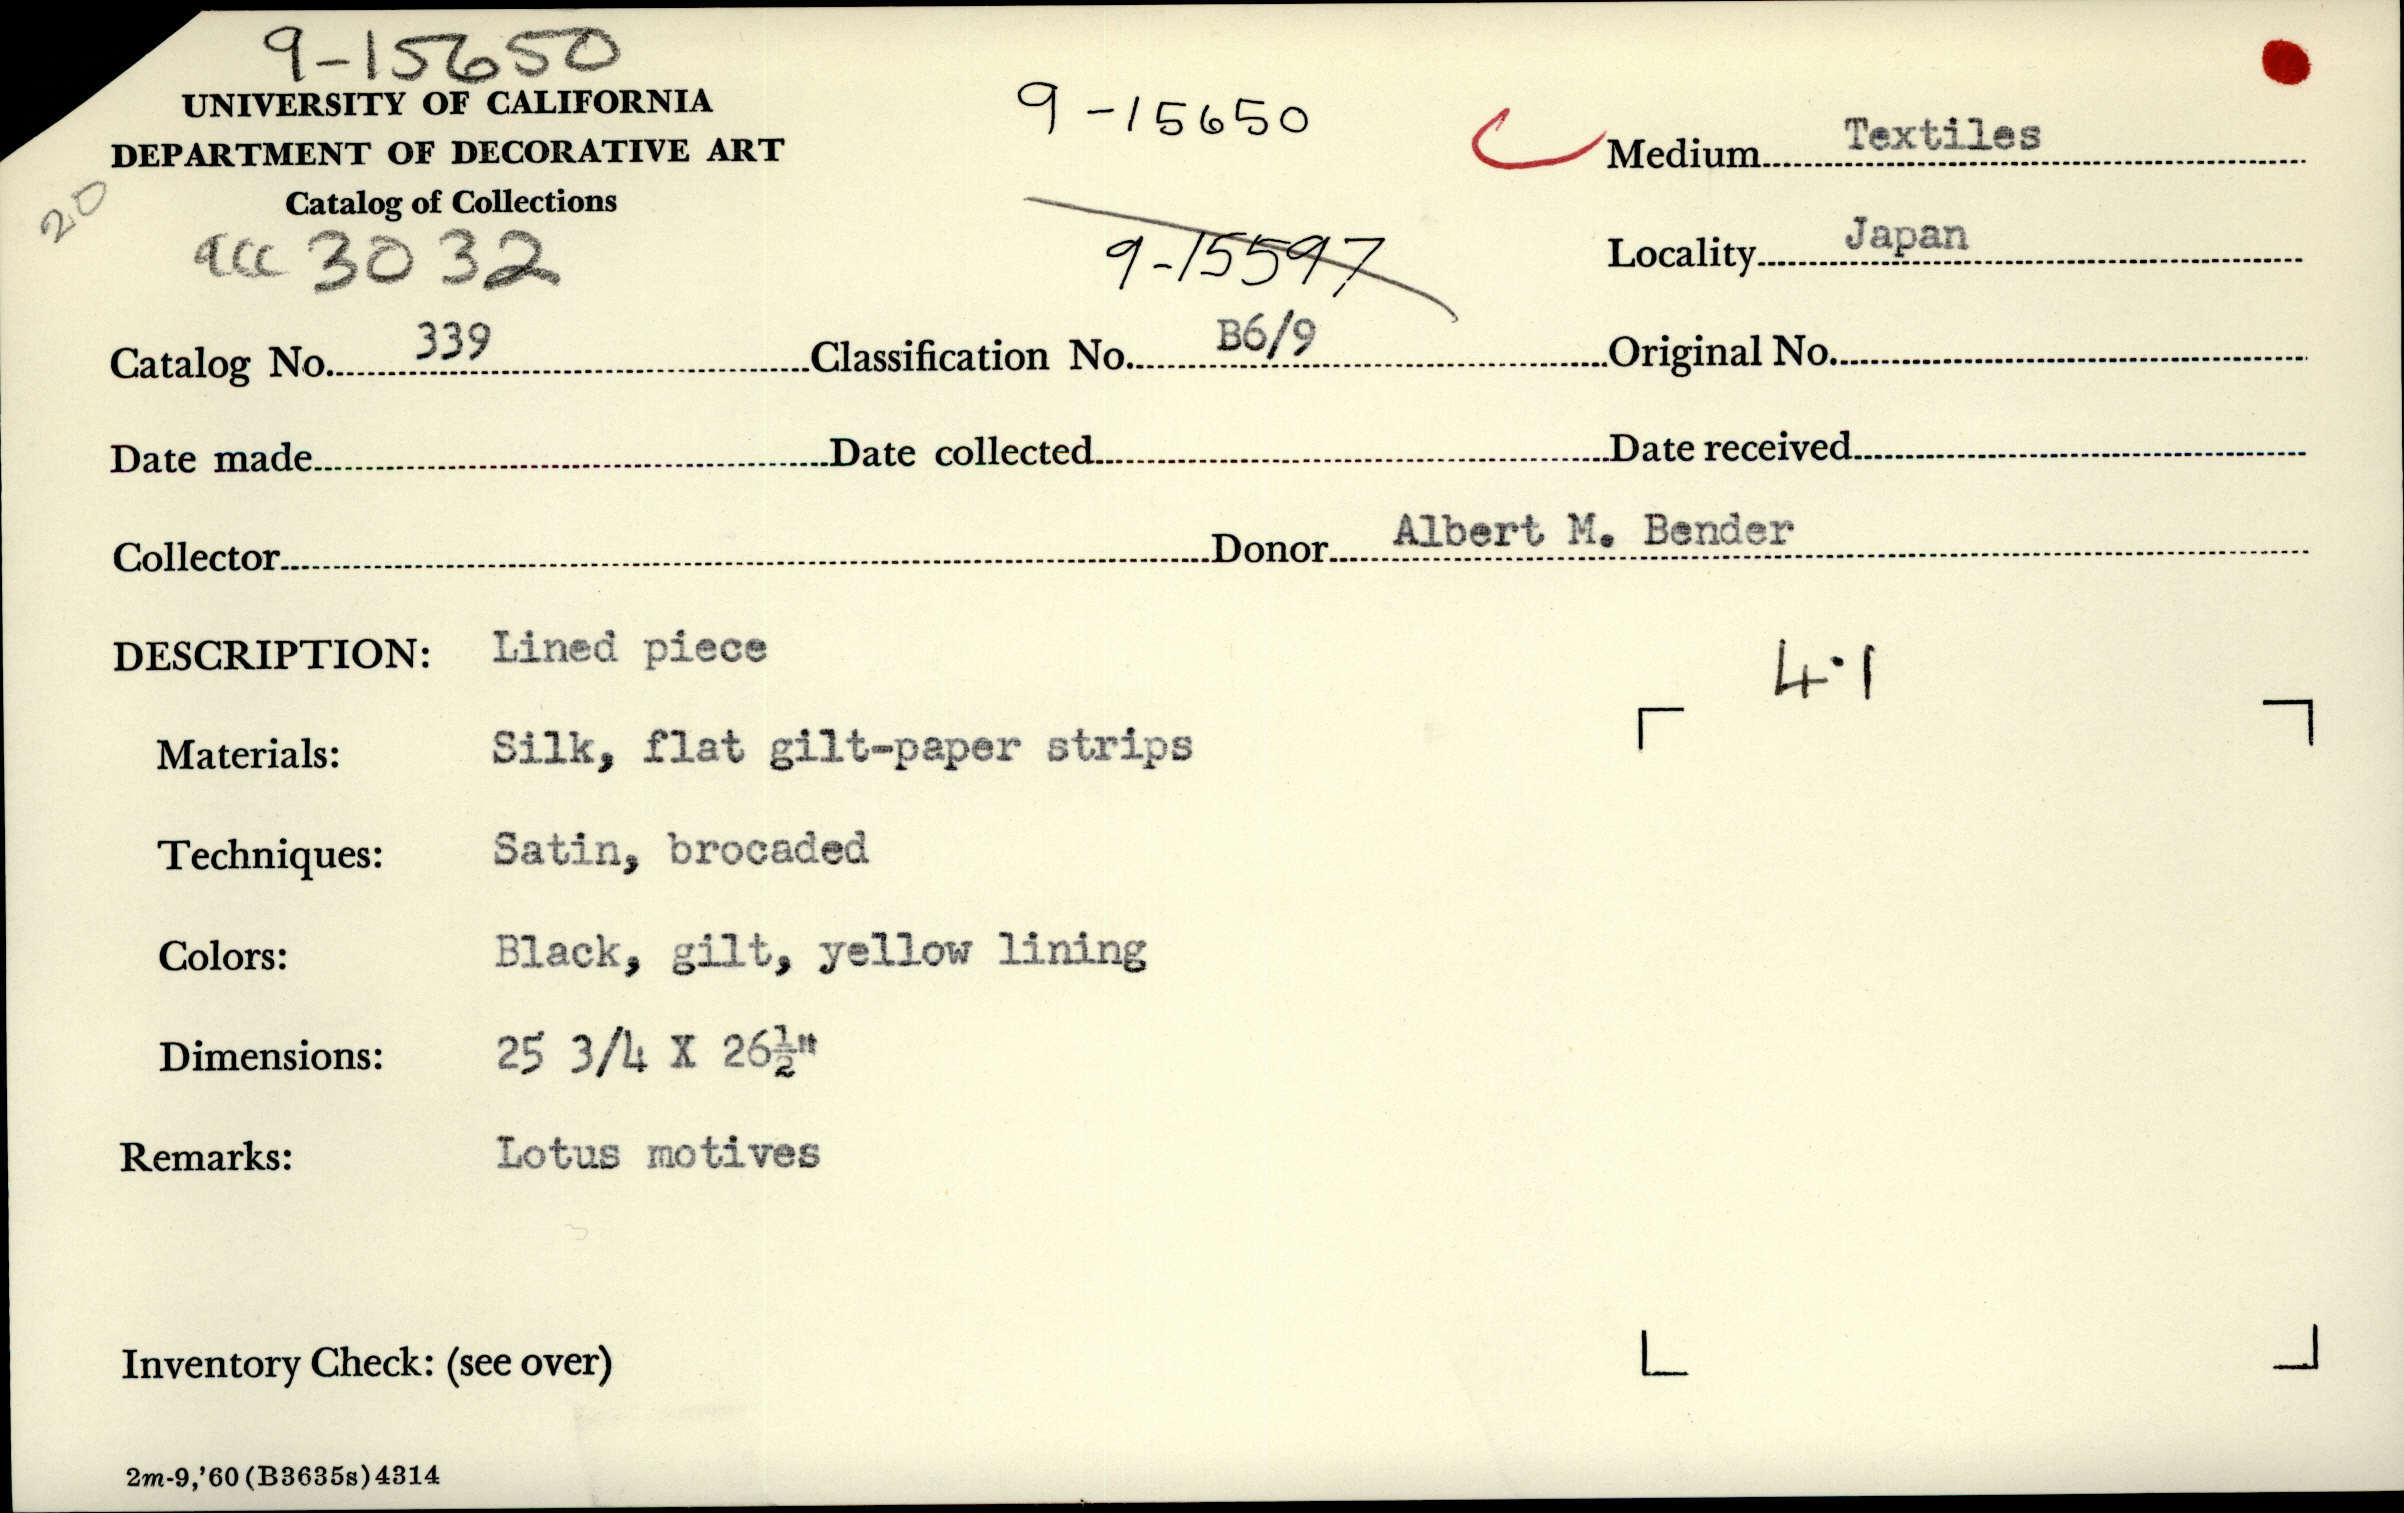 9-15650
UNIVERSITY OF CALIFORNIA
DEPARTMENT OF DECORATIVE ART
Catalog of Collections
20
acc 3032
9-15650
9-15597
Medium Textiles
Locality Japan
Catalog No. 339 Classification No. B6/9 Original No.
Date made Date collected Date received
Collector Donor Albert M. Bender
DESCRIPTION: Lined piece
4.1
Materials: Silk, flat gilt-paper strips
Techniques: Satin, brocaded
Colors: Black, gilt, yellow lining
Dimensions: 25 3/4 X 26½"
Remarks: Lotus motives
Inventory Check: (see over)
2m-9,'60(B3635s)4314